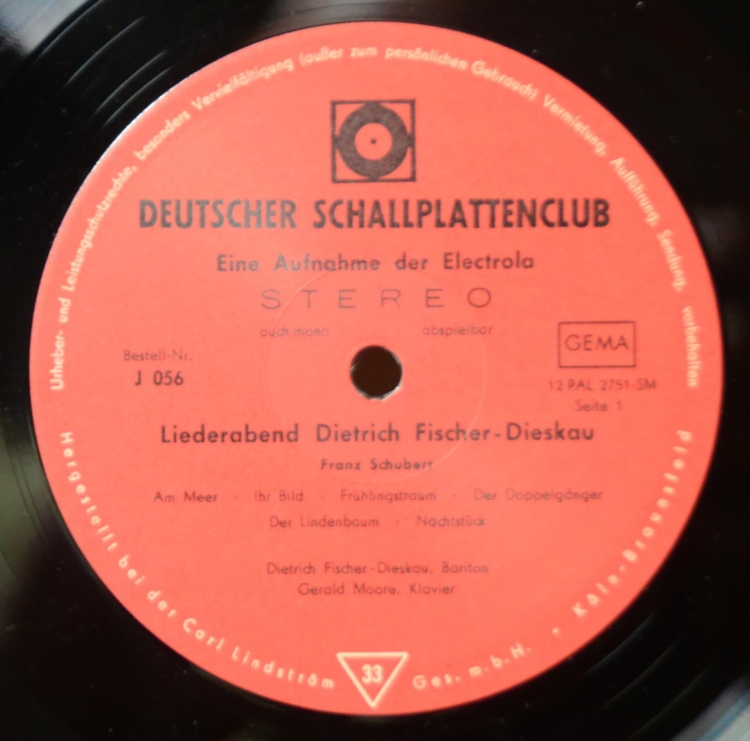 Urheber- und Leistungsschutzrechte, besonders Vervielfältigung (außer zum persönlichen Gebrauch) Vermietung, Aufführung, Sendung, vorbehalten
DEUTSCHER SCHALLPLATTENCLUB
Eine Aufnahme der Electrola
STEREO
auch mono abspielbar
Bestell-Nr.
J 056
GEMA
12 PAL 2751-SM
Seite 1
Liederabend Dietrich Fischer-Dieskau
Franz Schubert
Am Meer - Ihr Bild - Frühlingstraum - Der Doppelgänger
Der Lindenbaum - Nachtstück
Dietrich Fischer-Dieskau, Bariton
Gerald Moore, Klavier
Hergestellt bei der Carl Lindström Ges. m. b. H. - Köln-Braunsfeld
33